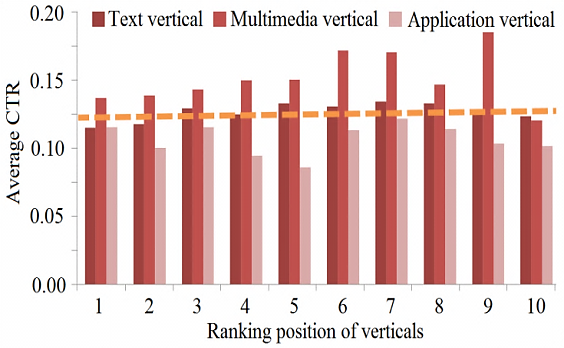 0.20
Text vertical Multimedia vertical Application vertical
0.15
0.10
0.05
0.00
Average CTR
1 2 3 4 5 6 7 8 9 10
Ranking position of verticals